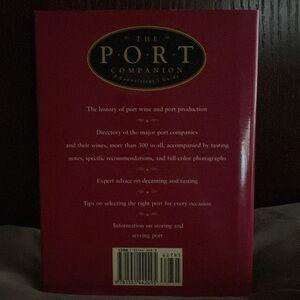 THE
PORT
COMPANION
A Connoisseur's Guide
The history of port wine and port production
Directory of the major port companies
and their wines, more than 300 in all, accompanied by tasting
notes, specific recommendations, and full-color photographs
Expert advice on decanting and tasting
Tips on selecting the right port for every occasion
Information on storing and
serving port